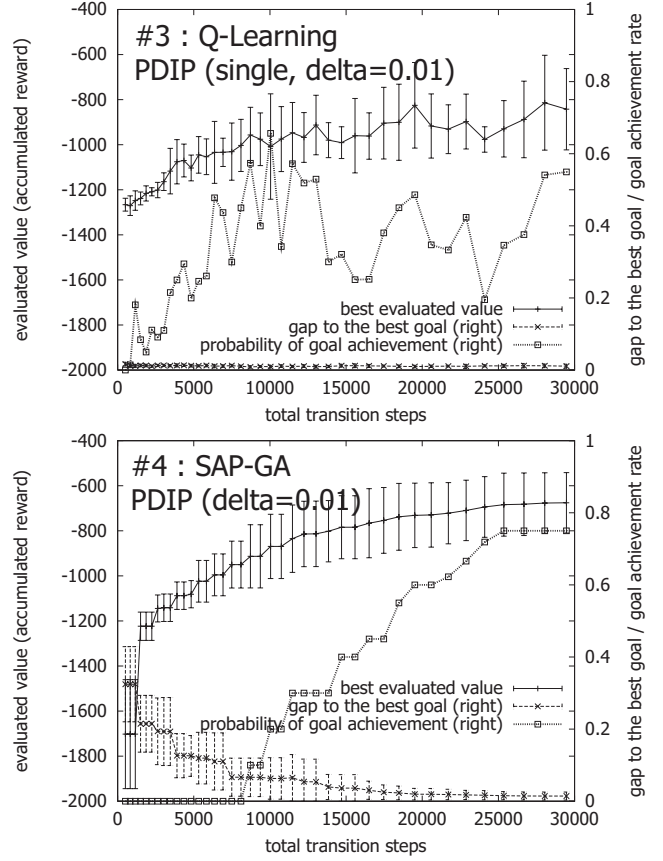 #3 : Q-Learning
PDIP (single, delta=0.01)
evaluated value (accumulated reward)
-400
-600
-800
-1000
-1200
-1400
-1600
-1800
-2000
1
0.8
0.6
0.4
0.2
0
gap to the best goal / goal achievement rate
best evaluated value
gap to the best goal (right)
probability of goal achievement (right)
0 5000 10000 15000 20000 25000 30000
total transition steps
#4 : SAP-GA
PDIP (delta=0.01)
evaluated value (accumulated reward)
-400
-600
-800
-1000
-1200
-1400
-1600
-1800
-2000
1
0.8
0.6
0.4
0.2
0
gap to the best goal / goal achievement rate
best evaluated value
gap to the best goal (right)
probability of goal achievement (right)
0 5000 10000 15000 20000 25000 30000
total transition steps